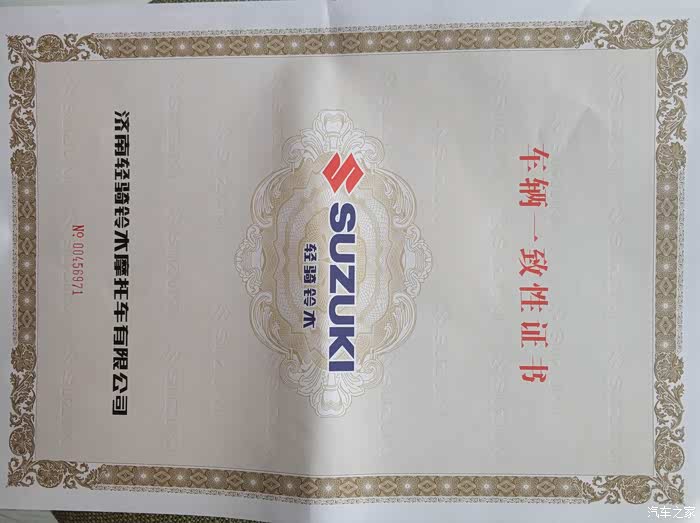 车辆一致性证书
SUZUKI
轻骑铃木
济南轻骑铃木摩托车有限公司
№ 00456971
汽车之家